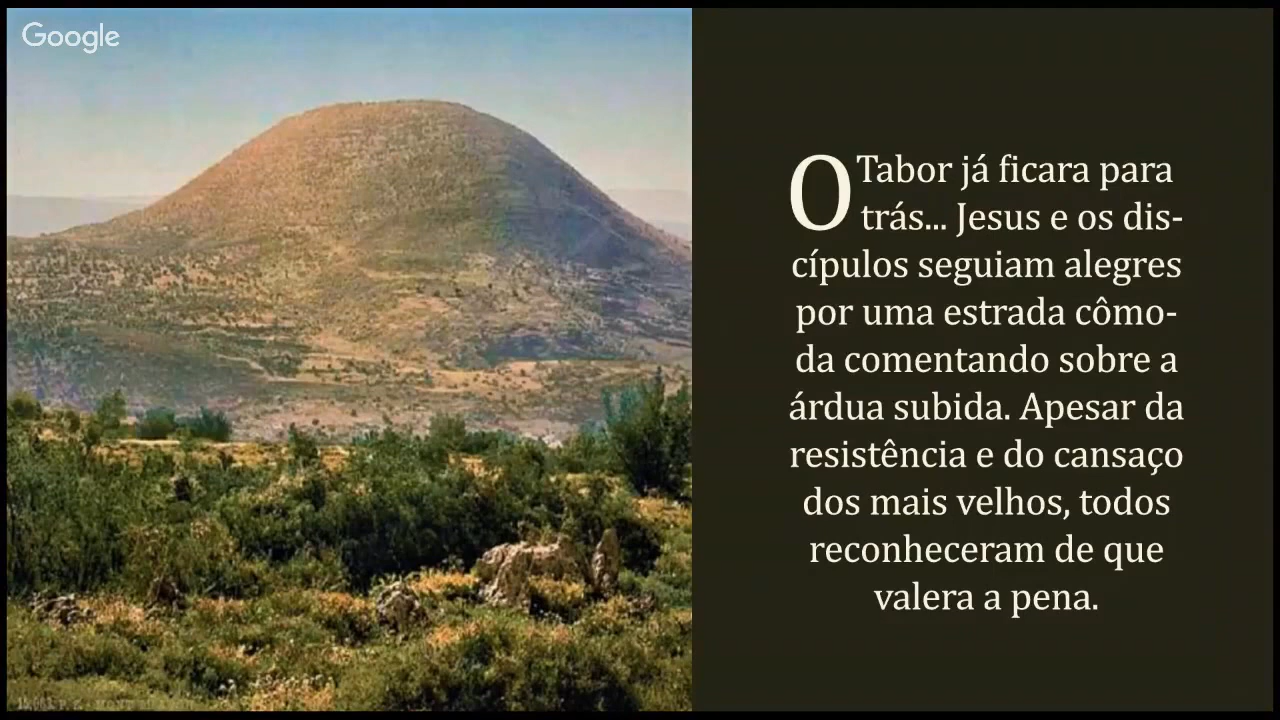 Google
O Tabor já ficara para
trás... Jesus e os dis-
cípulos seguiam alegres
por uma estrada cômo-
da comentando sobre a
árdua subida. Apesar da
resistência e do cansaço
dos mais velhos, todos
reconheceram de que
valera a pena.